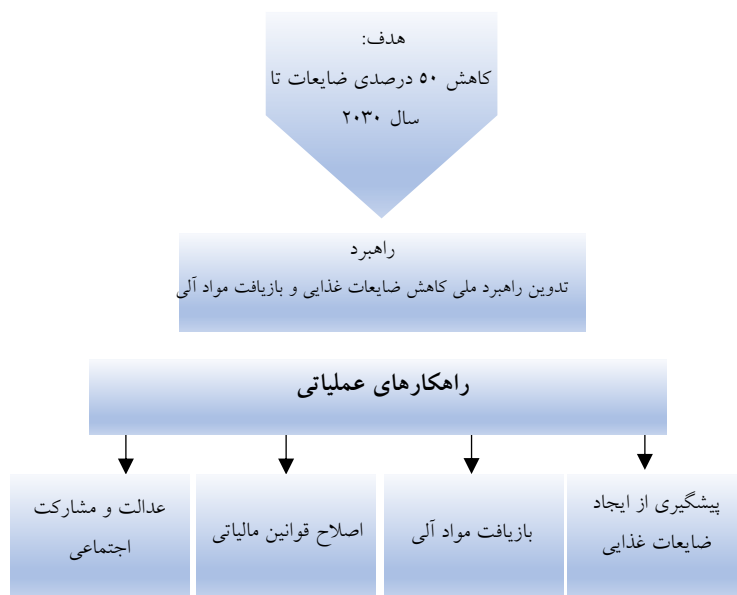 هدف:
کاهش ۵۰ درصدی ضایعات تا
سال ۲۰۳۰
راهبرد
تدوین راهبرد ملی کاهش ضایعات غذایی و بازیافت مواد آلی
راهکارهای عملیاتی
پیشگیری از ایجاد
ضایعات غذایی
بازیافت مواد آلی
اصلاح قوانین مالیاتی
عدالت و مشارکت
اجتماعی